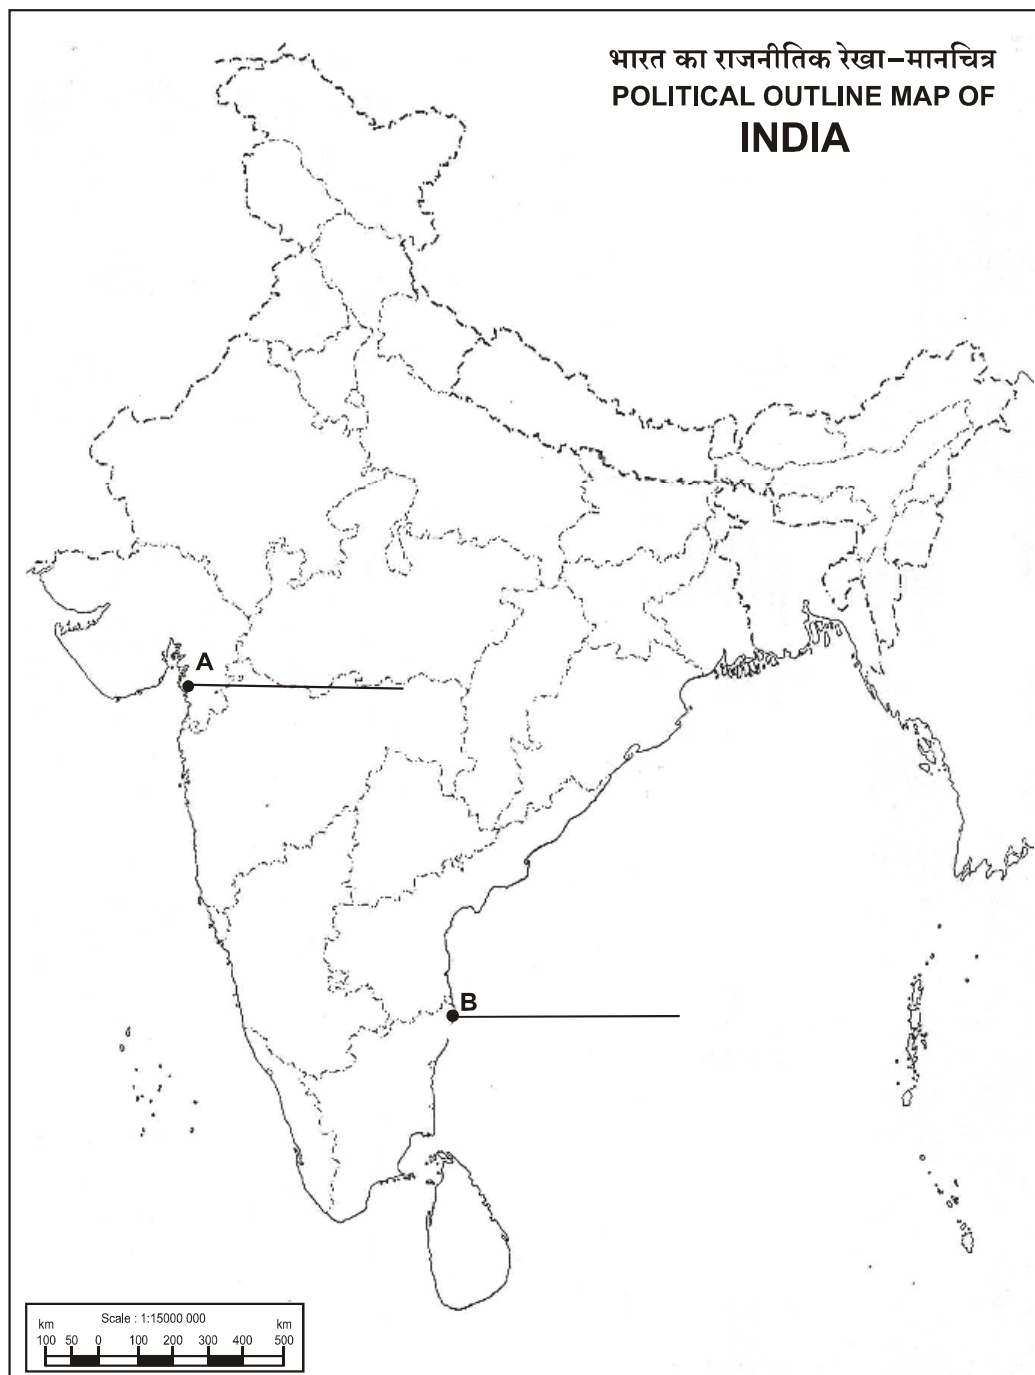 भारत का राजनीतिक रेखा–मानचित्र
POLITICAL OUTLINE MAP OF
INDIA
A
B
Scale : 1:15000 000
km km
100 50 0 100 200 300 400 500